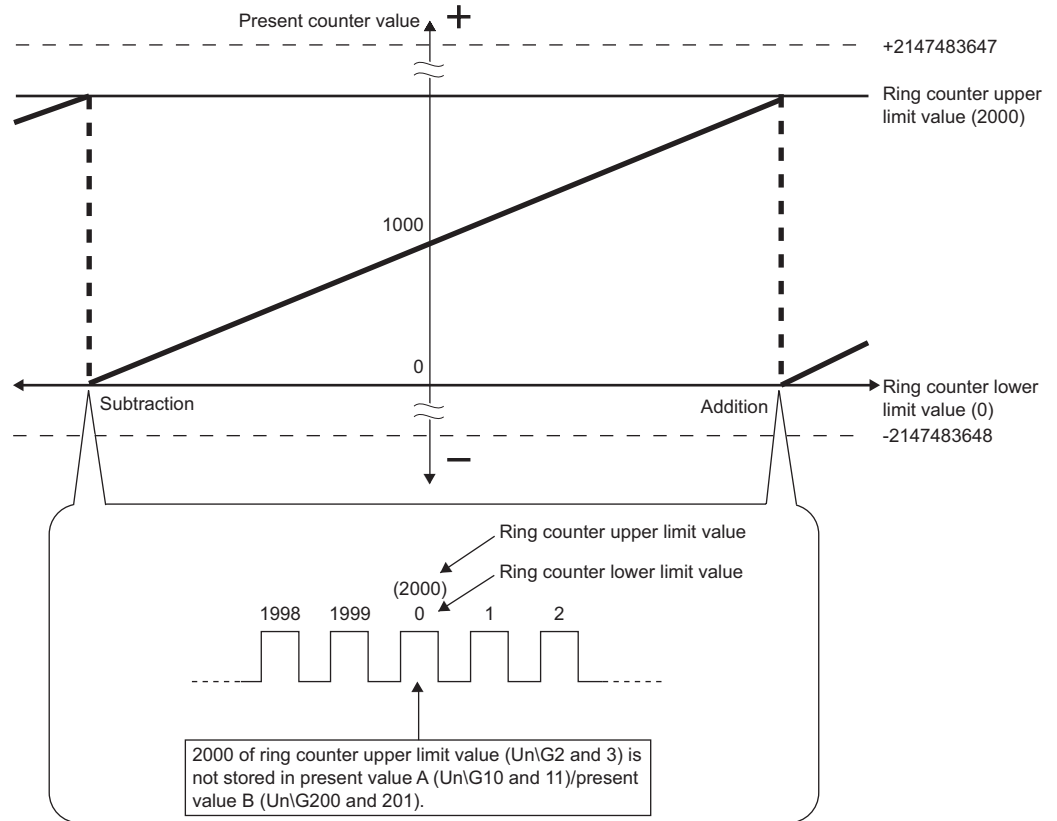 Present counter value
+
+2147483647
Ring counter upper
limit value (2000)
1000
0
Subtraction
Addition
Ring counter lower
limit value (0)
-2147483648
−
Ring counter upper limit value
Ring counter lower limit value
(2000)
1998 1999 0 1 2
2000 of ring counter upper limit value (Un\G2 and 3) is
not stored in present value A (Un\G10 and 11)/present
value B (Un\G200 and 201).